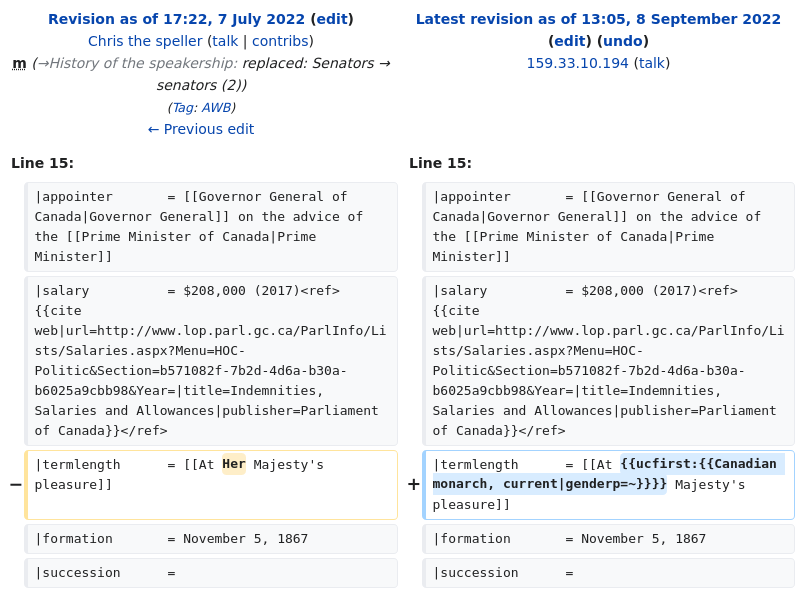 Revision as of 17:22, 7 July 2022 (edit)
Chris the speller (talk | contribs)
m (→History of the speakership: replaced: Senators →
senators (2))
(Tag: AWB)
← Previous edit
Latest revision as of 13:05, 8 September 2022
(edit) (undo)
159.33.10.194 (talk)
Line 15:
|appointer       = [[Governor General of
Canada|Governor General]] on the advice of
the [[Prime Minister of Canada|Prime
Minister]]
|salary          = $208,000 (2017)<ref>
{{cite
web|url=http://www.lop.parl.gc.ca/ParlInfo/Li
sts/Salaries.aspx?Menu=HOC-
Politic&Section=b571082f-7b2d-4d6a-b30a-
b6025a9cbb98&Year=|title=Indemnities,
Salaries and Allowances|publisher=Parliament
of Canada}}</ref>
− |termlength      = [[At Her Majesty's
pleasure]]
|formation       = November 5, 1867
|succession      =
Line 15:
|appointer       = [[Governor General of
Canada|Governor General]] on the advice of
the [[Prime Minister of Canada|Prime
Minister]]
|salary          = $208,000 (2017)<ref>
{{cite
web|url=http://www.lop.parl.gc.ca/ParlInfo/Li
sts/Salaries.aspx?Menu=HOC-
Politic&Section=b571082f-7b2d-4d6a-b30a-
b6025a9cbb98&Year=|title=Indemnities,
Salaries and Allowances|publisher=Parliament
of Canada}}</ref>
+ |termlength      = [[At {{ucfirst:{{Canadian
monarch, current|genderp=~}}}} Majesty's
pleasure]]
|formation       = November 5, 1867
|succession      =